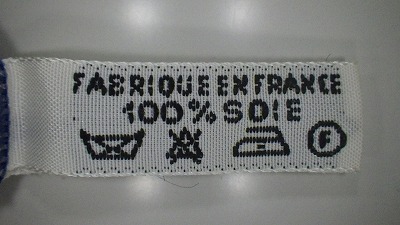 FABRIQUE EN FRANCE
100% SOIE
F